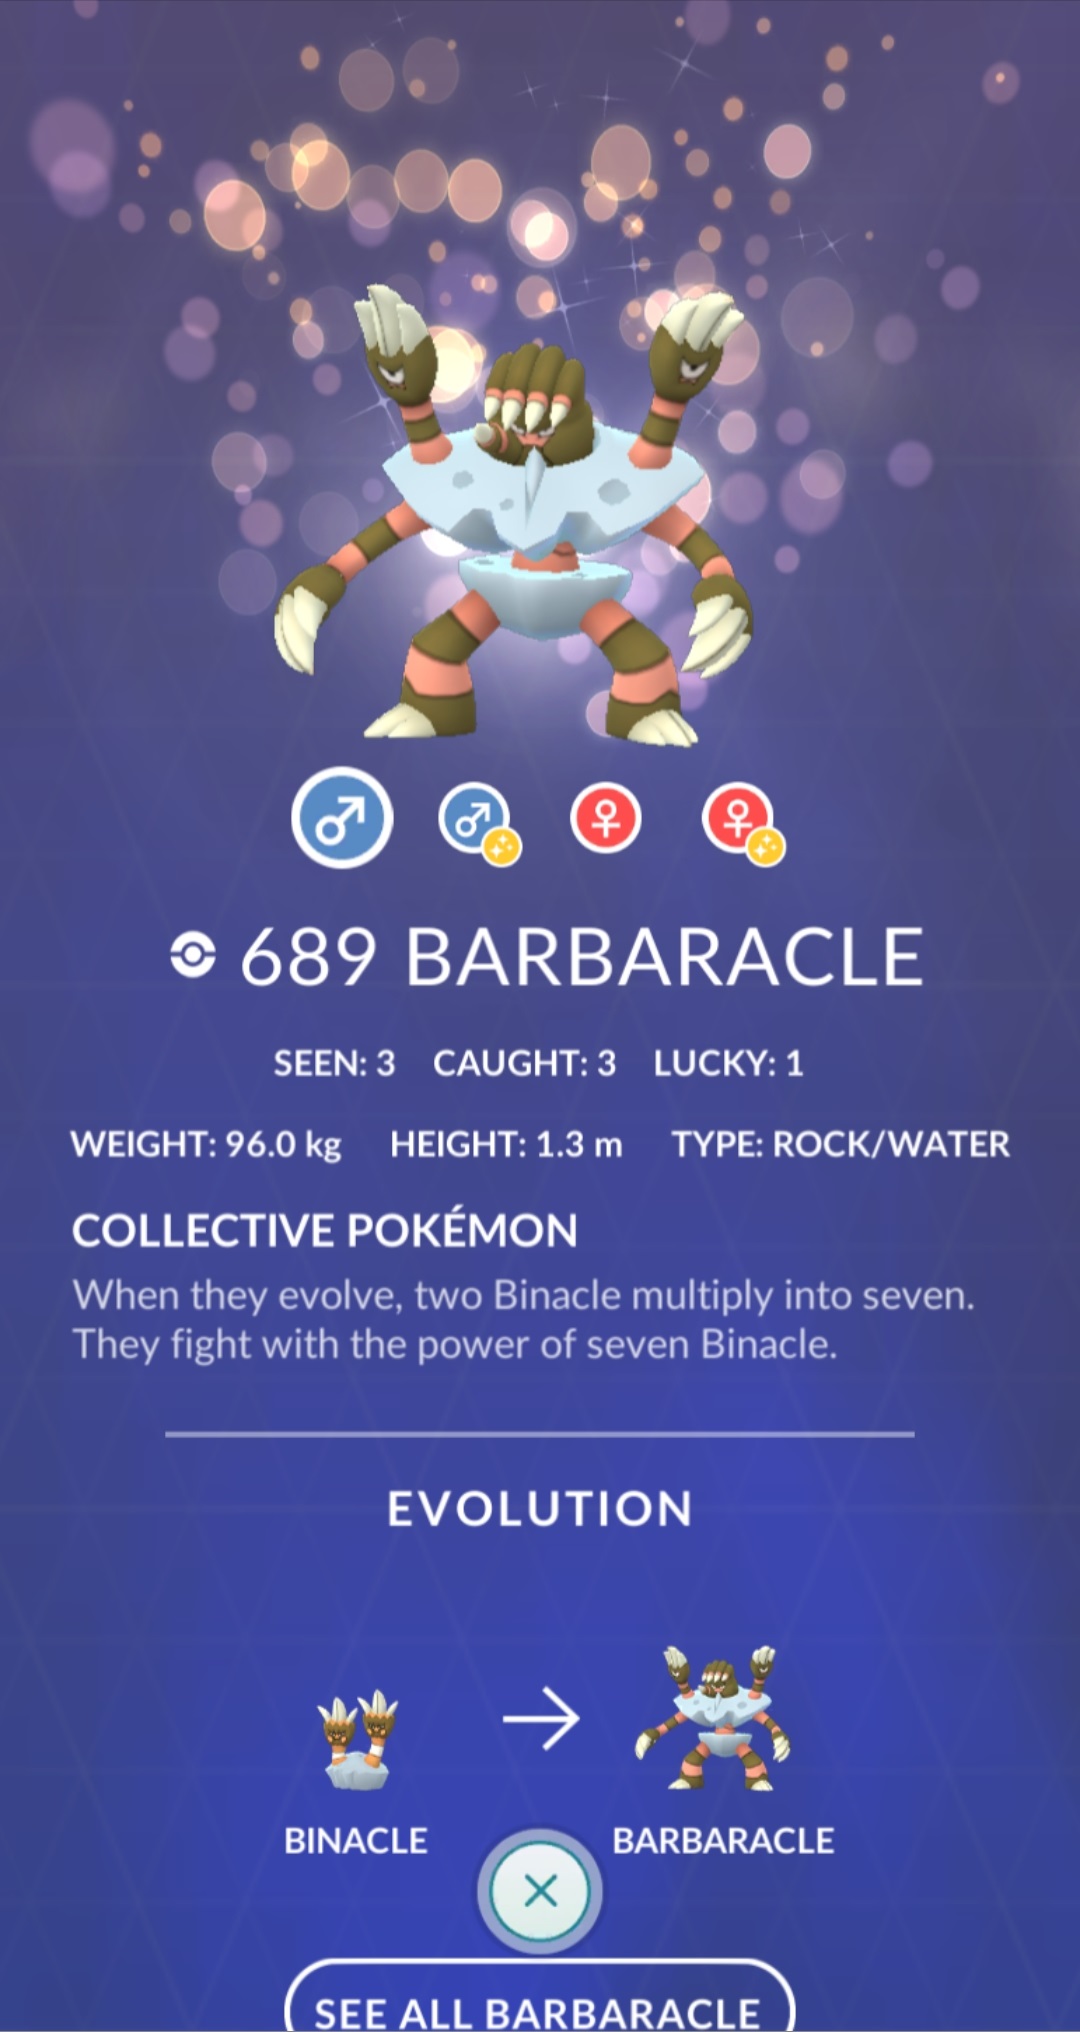 689 BARBARACLE
SEEN: 3 CAUGHT: 3 LUCKY: 1
WEIGHT: 96.0 kg HEIGHT: 1.3 m TYPE: ROCK/WATER
COLLECTIVE POKÉMON
When they evolve, two Binacle multiply into seven.
They fight with the power of seven Binacle.
EVOLUTION
BINACLE BARBARACLE
SEE ALL BARBARACLE